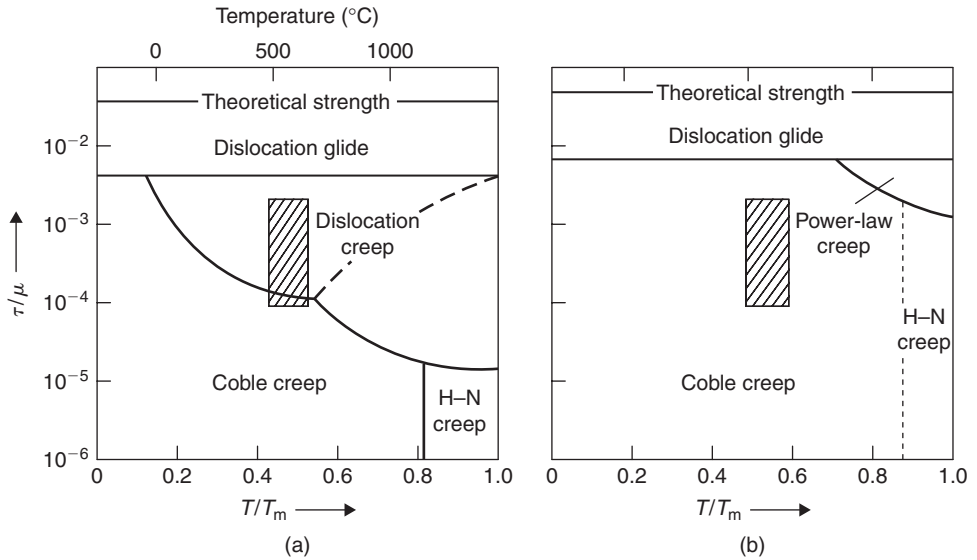 Temperature (°C)
0 500 1000
Theoretical strength
Dislocation glide
Dislocation
creep
Coble creep
H–N
creep
10⁻²
10⁻³
10⁻⁴
10⁻⁵
10⁻⁶
τ/μ
0 0.2 0.4 0.6 0.8 1.0
T/Tₘ
(a)
Theoretical strength
Dislocation glide
Power-law
creep
H–N
creep
Coble creep
0 0.2 0.4 0.6 0.8 1.0
T/Tₘ
(b)